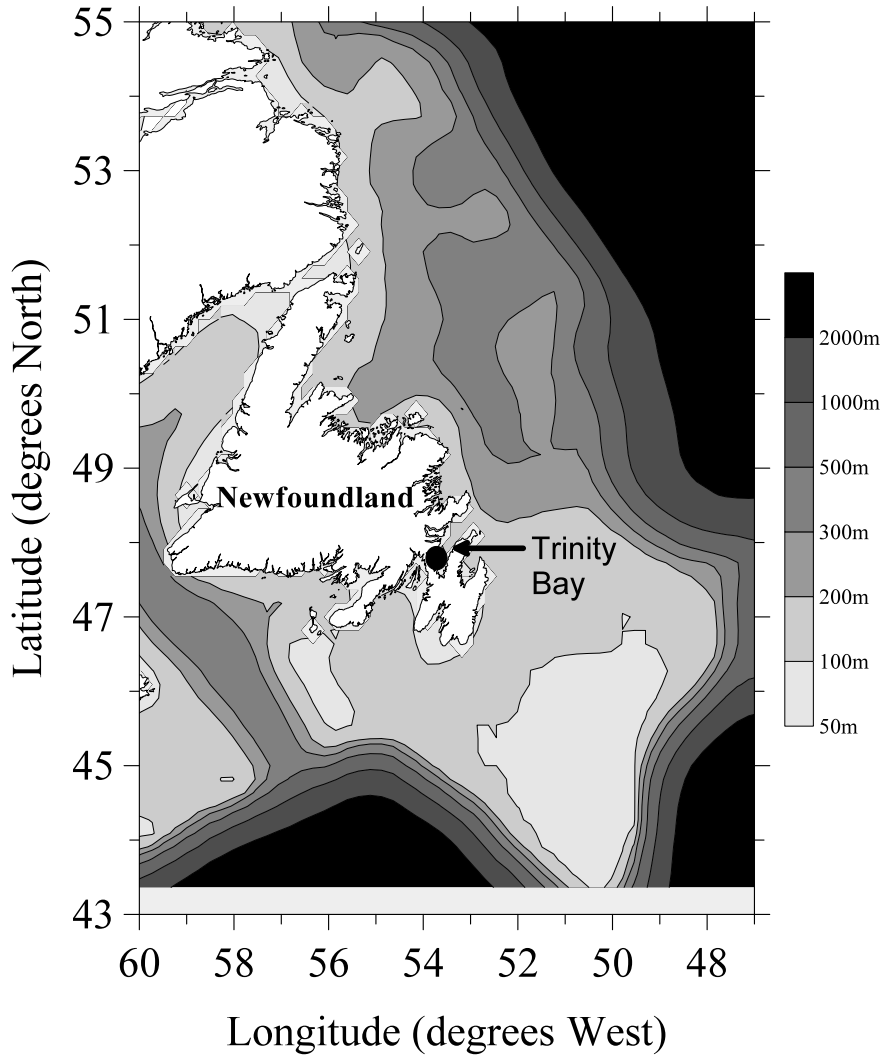 55
53
51
49
47
45
43
Latitude (degrees North)
Newfoundland
Trinity
Bay
2000m
1000m
500m
300m
200m
100m
50m
60 58 56 54 52 50 48
Longitude (degrees West)